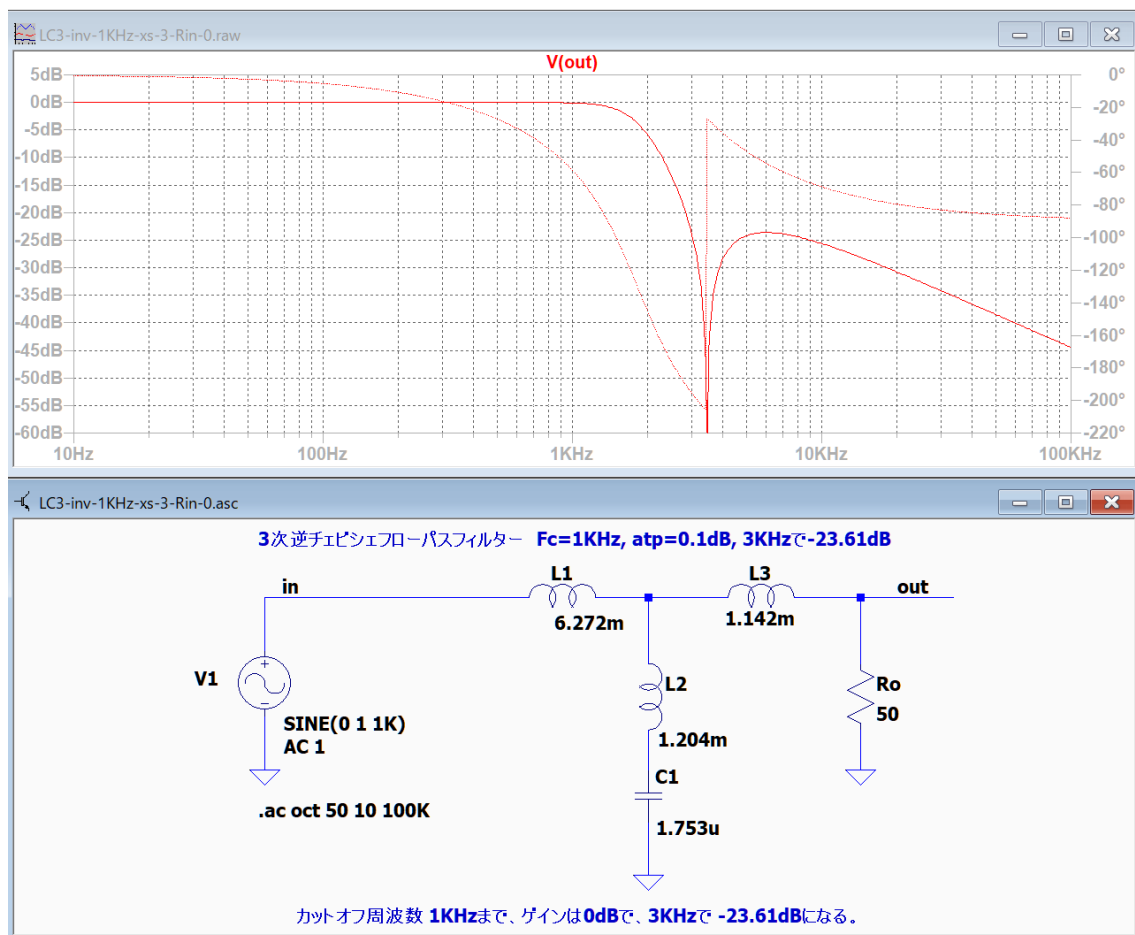 LC3-inv-1KHz-xs-3-Rin-0.raw
V(out)
5dB
0dB
-5dB
-10dB
-15dB
-20dB
-25dB
-30dB
-35dB
-40dB
-45dB
-50dB
-55dB
-60dB
0°
-20°
-40°
-60°
-80°
-100°
-120°
-140°
-160°
-180°
-200°
-220°
10Hz 100Hz 1KHz 10KHz 100KHz
LC3-inv-1KHz-xs-3-Rin-0.asc
3次逆チェビシェフローパスフィルター Fc=1KHz, atp=0.1dB, 3KHzで-23.61dB
in
L1
6.272m
L3
1.142m
out
V1
SINE(0 1 1K)
AC 1
L2
1.204m
C1
1.753u
Ro
50
.ac oct 50 10 100K
カットオフ周波数 1KHzまで、ゲインは0dBで、3KHzで -23.61dBになる。